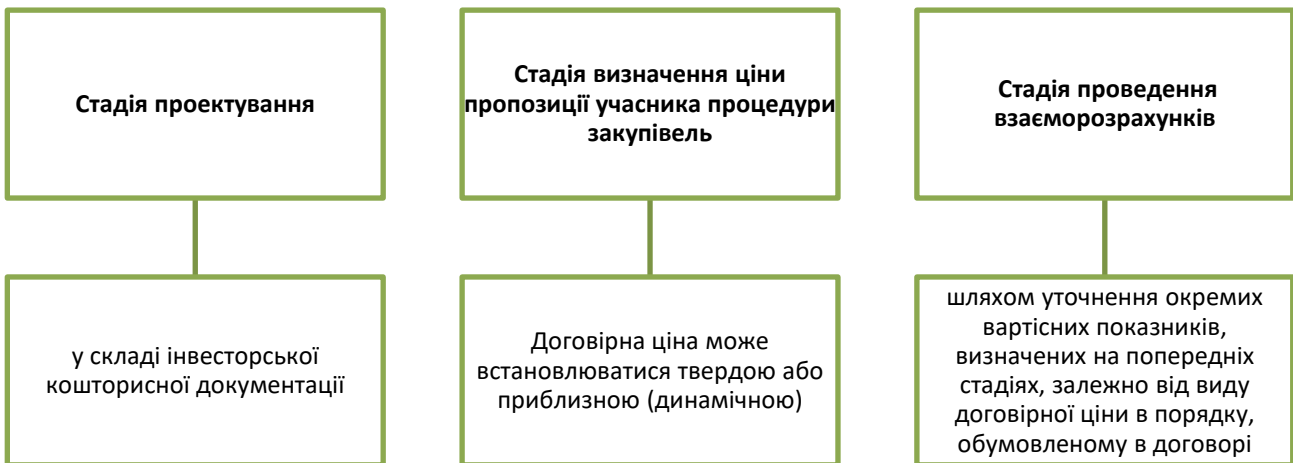 Стадія проектування
у складі інвесторської
кошторисної документації
Стадія визначення ціни
пропозиції учасника процедури
закупівель
Договірна ціна може
встановлюватися твердою або
приблизною (динамічною)
Стадія проведення
взаєморозрахунків
шляхом уточнення окремих
вартісних показників,
визначених на попередніх
стадіях, залежно від виду
договірної ціни в порядку,
обумовленому в договорі